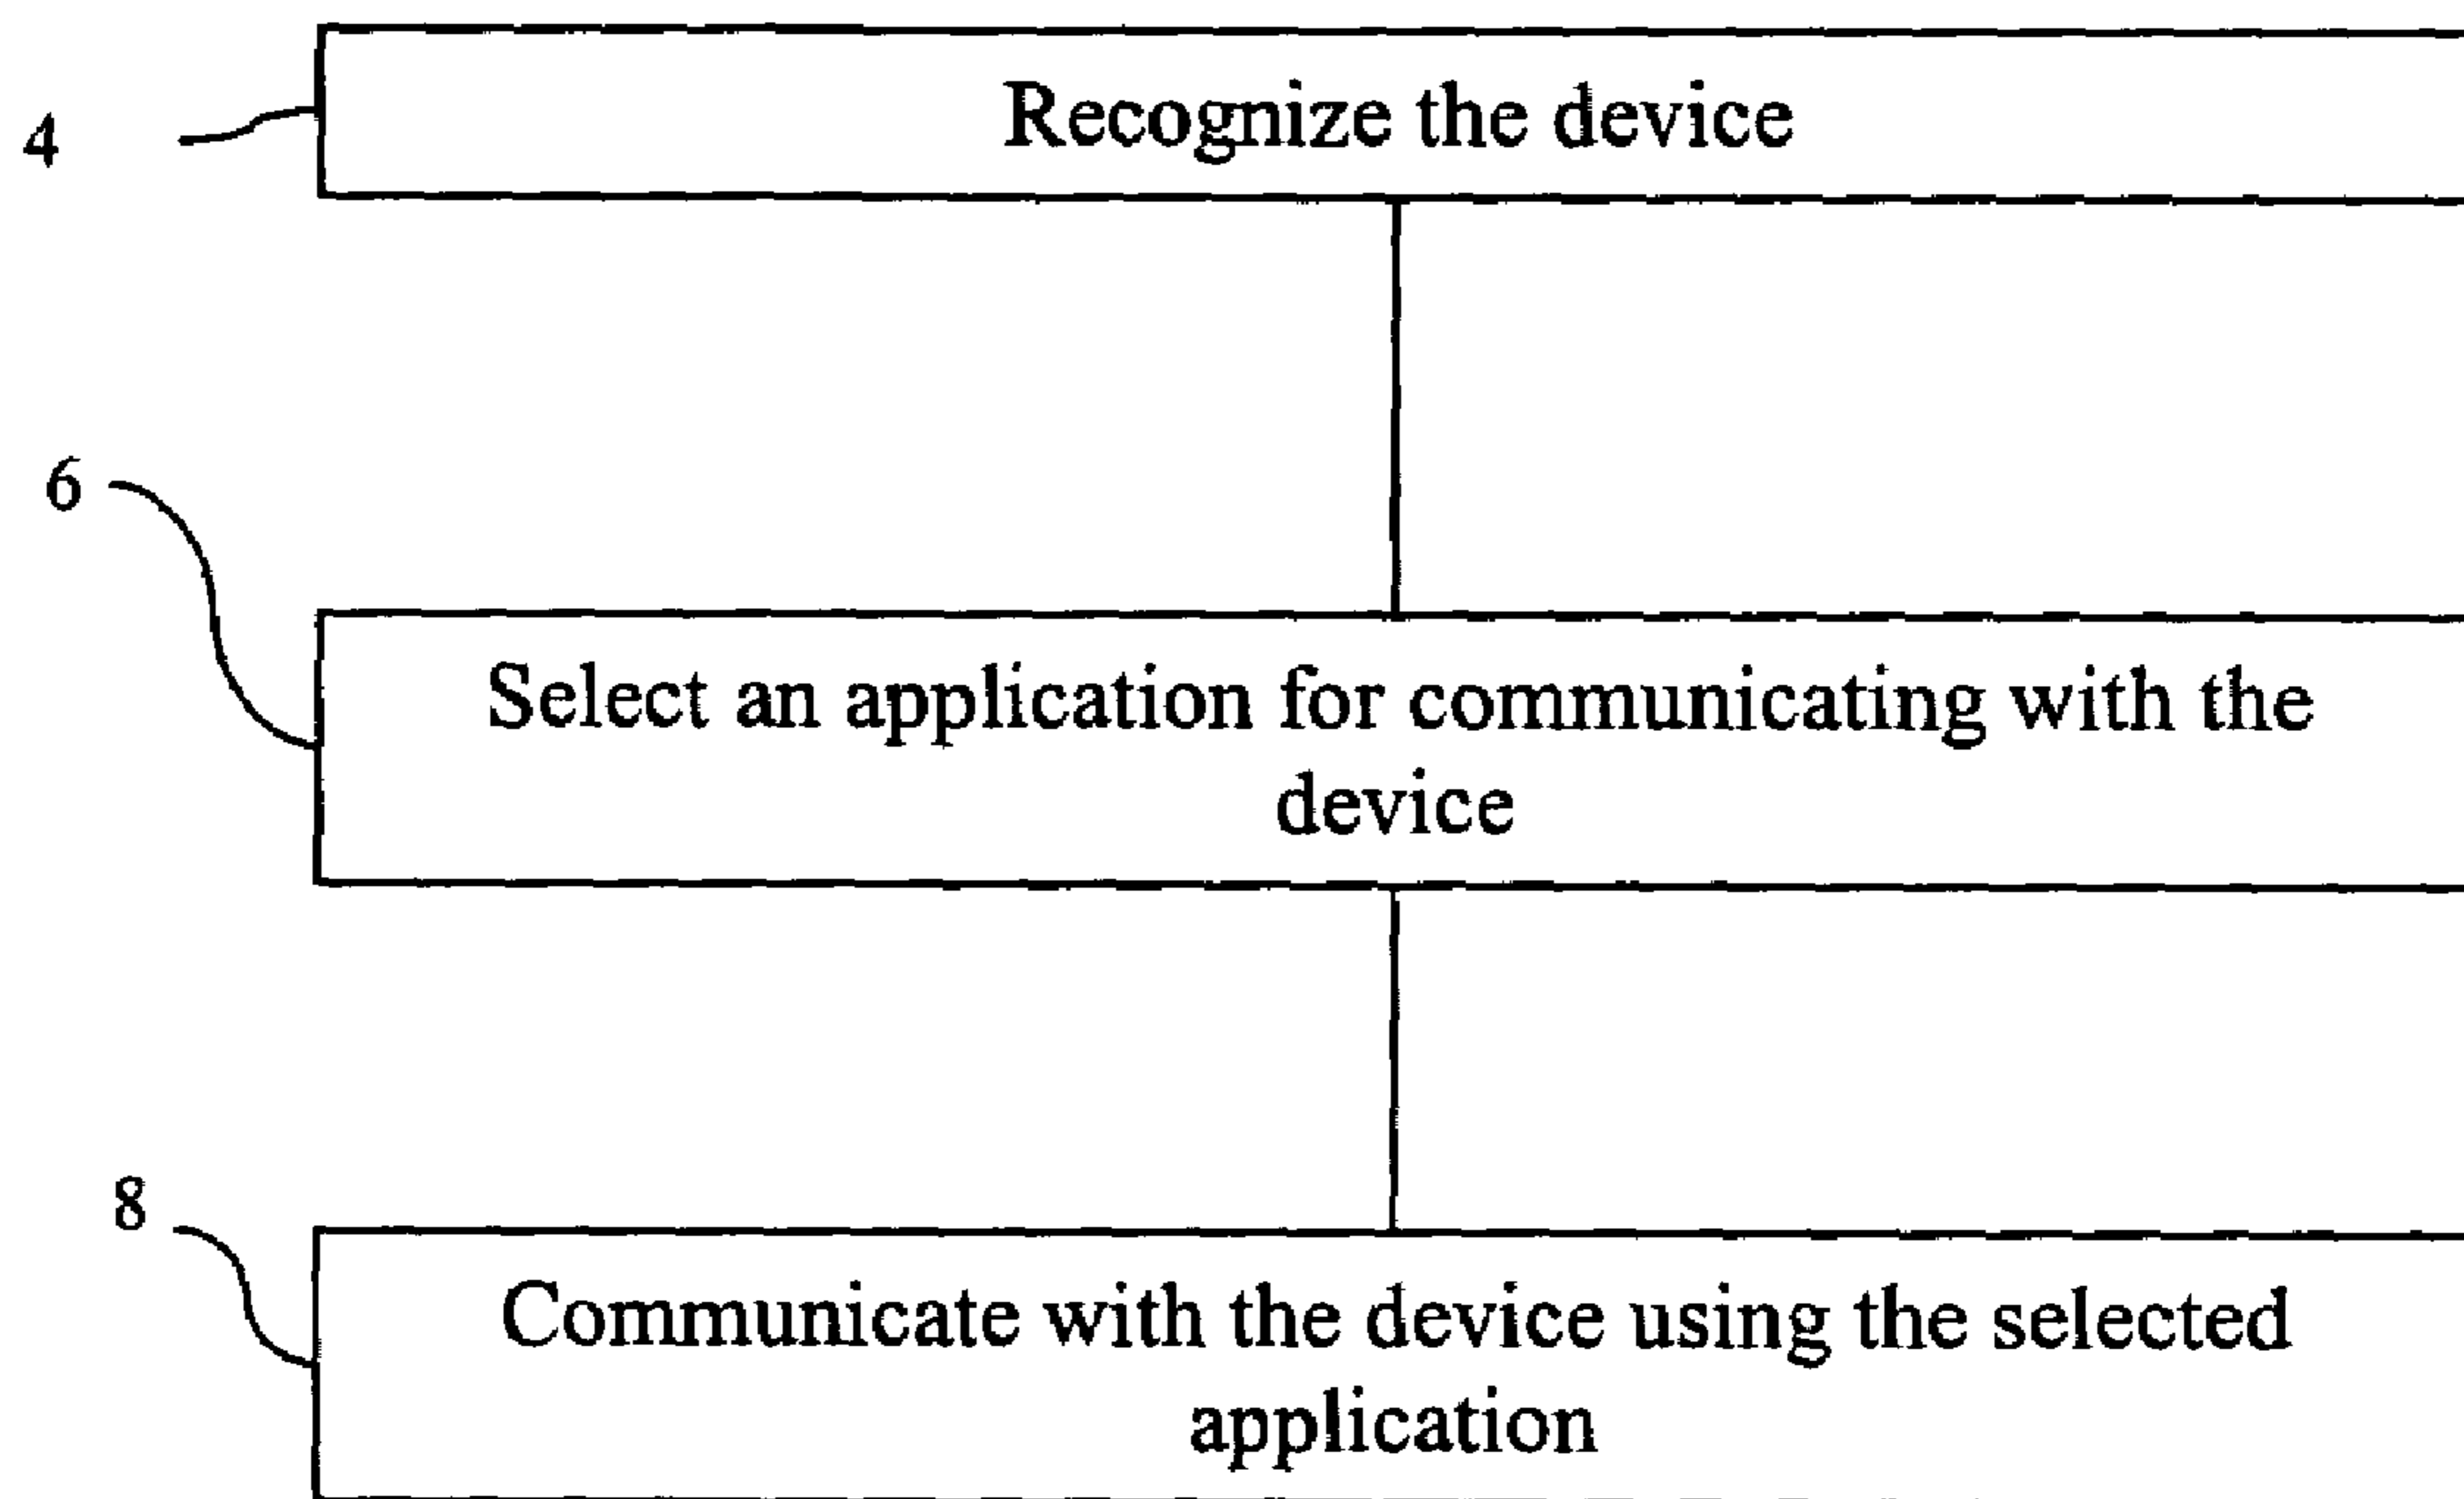 4
Recognize the device
6
Select an application for communicating with the
device
8
Communicate with the device using the selected
application